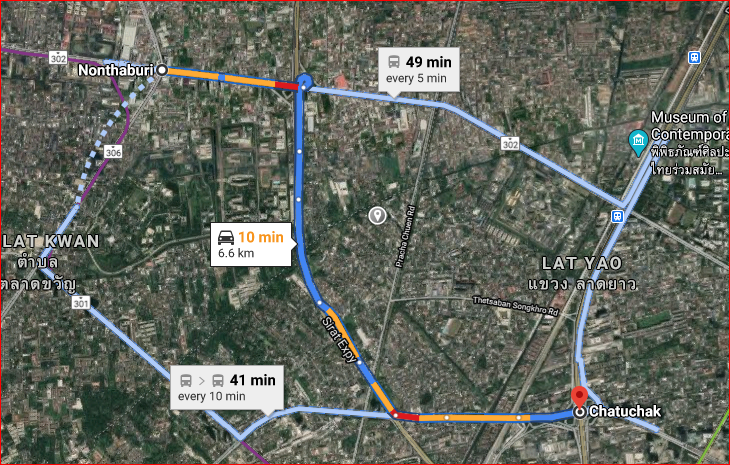 302
Nonthaburi
49 min
every 5 min
Museum of
Contempora
พิพิธภัณฑ์ศิลปะ
ไทยร่วมสมัย...
302
306
Pracha Chuen Rd
10 min
6.6 km
LAT KWAN
ตำบล
ตลาดขวัญ
LAT YAO
แขวง ลาดยาว
301
Thetsaban Songkhro Rd
Sirat Expy
41 min
every 10 min
Chatuchak